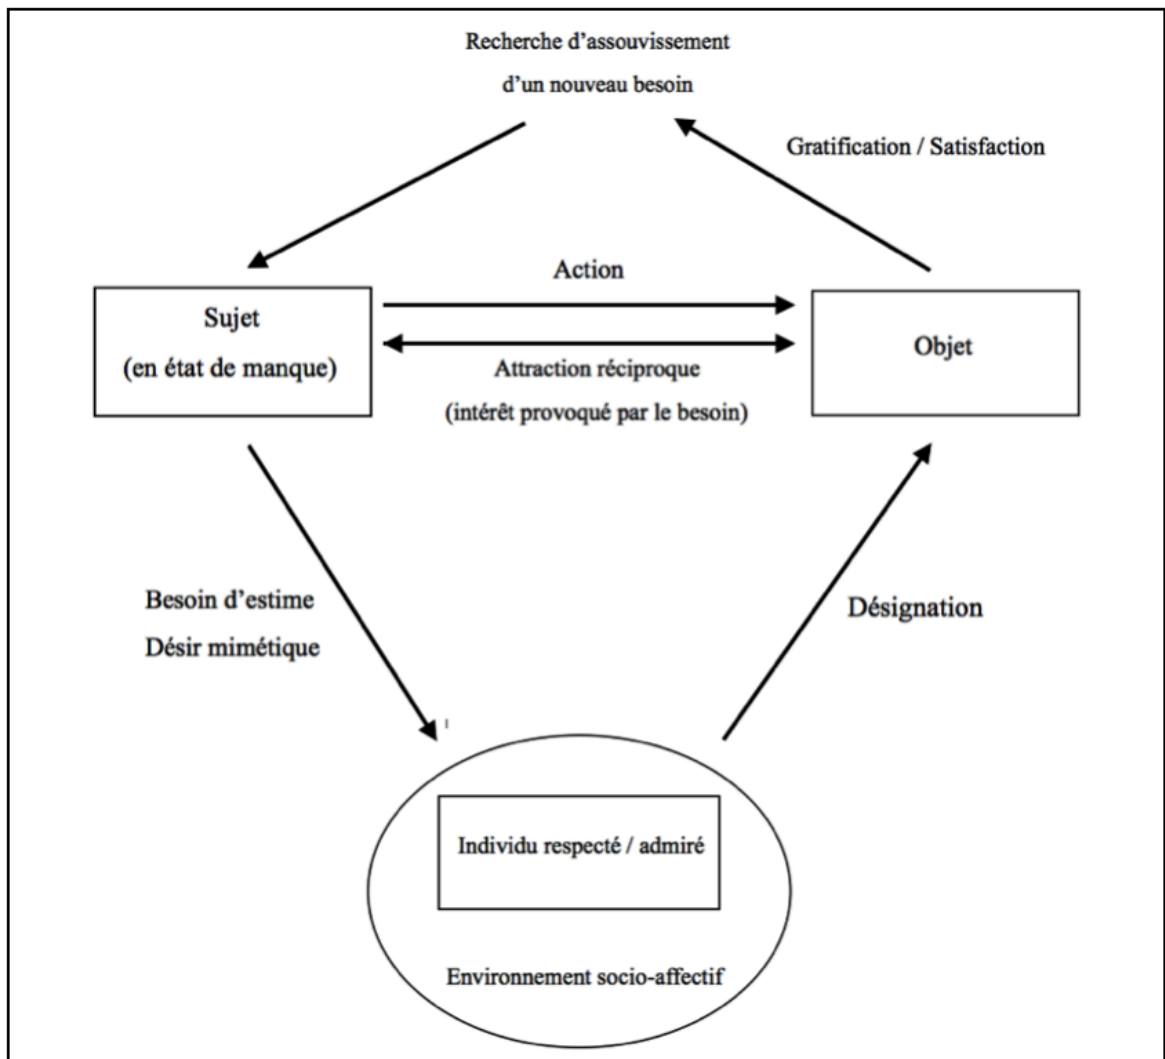 Recherche d’assouvissement
d’un nouveau besoin
Gratification / Satisfaction
Action
Sujet
(en état de manque)
Objet
Attraction réciproque
(intérêt provoqué par le besoin)
Besoin d’estime
Désir mimétique
Désignation
Individu respecté / admiré
Environnement socio-affectif